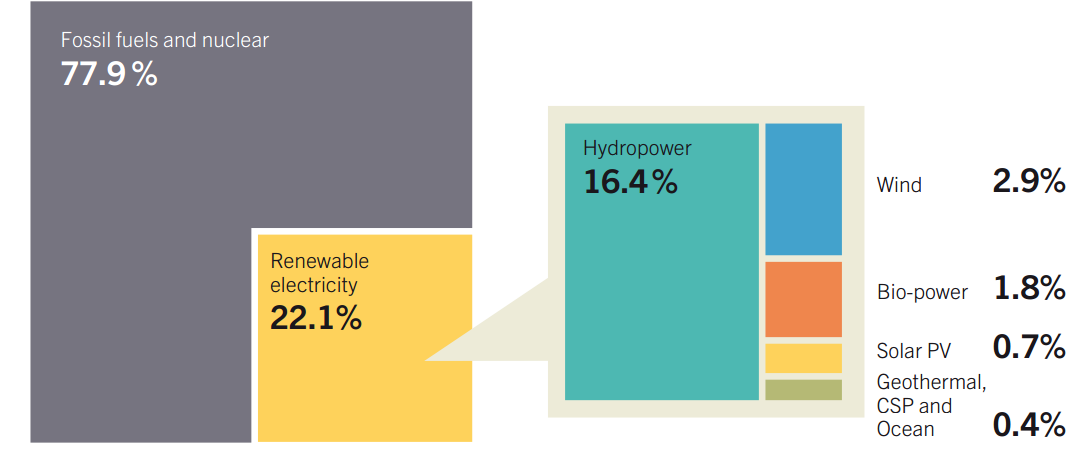 Fossil fuels and nuclear
77.9%
Renewable
electricity
22.1%
Hydropower
16.4%
Wind 2.9%
Bio-power 1.8%
Solar PV 0.7%
Geothermal,
CSP and
Ocean 0.4%